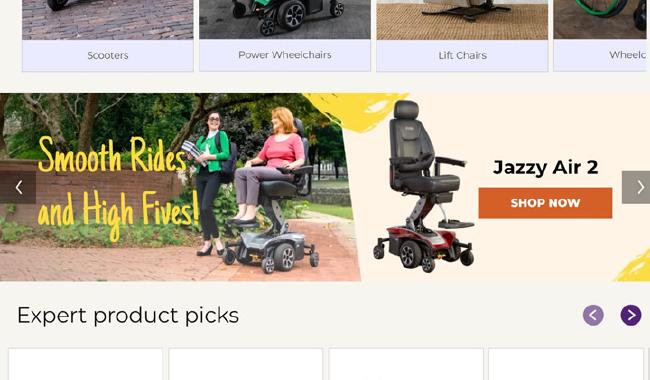 Scooters
Power Wheelchairs
Lift Chairs
Wheelc
Smooth Rides
and High Fives!
Jazzy Air 2
SHOP NOW
Expert product picks